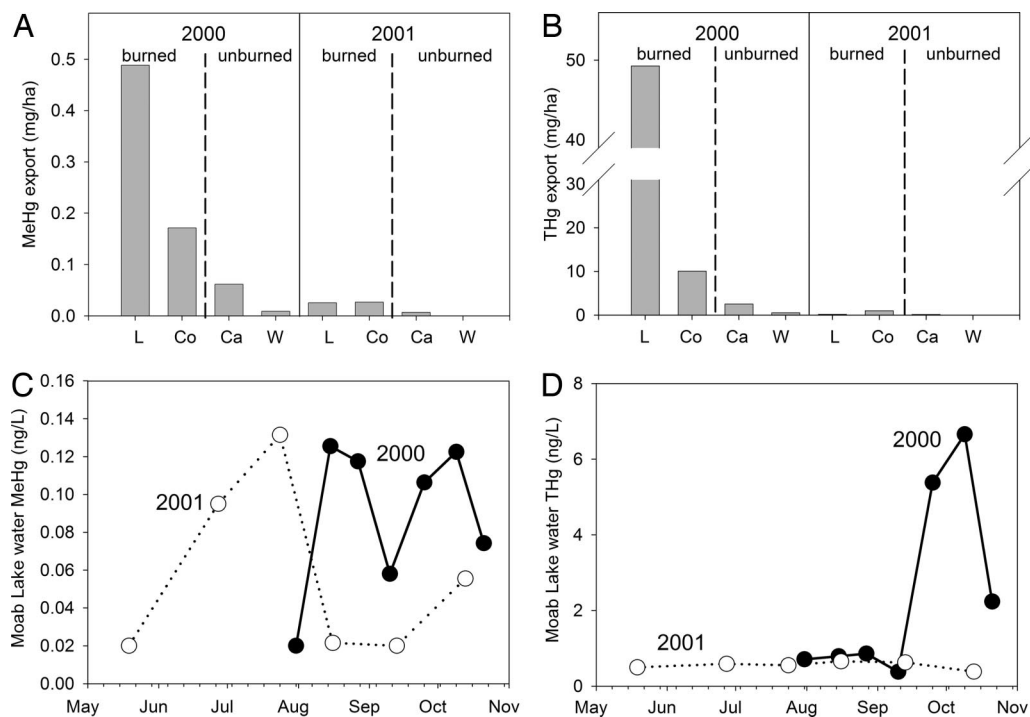 A
2000
2001
burned
unburned
burned
unburned
MeHg export (mg/ha)
0.5
0.4
0.3
0.2
0.1
0.0
L Co Ca W L Co Ca W
B
2000
2001
burned
unburned
burned
unburned
THg export (mg/ha)
50
40
30
20
10
0
L Co Ca W L Co Ca W
C
Moab Lake water MeHg (ng/L)
0.16
0.14
0.12
0.10
0.08
0.06
0.04
0.02
0.00
2000
2001
May Jun Jul Aug Sep Oct Nov
D
Moab Lake water THg (ng/L)
8
6
4
2
0
2000
2001
May Jun Jul Aug Sep Oct Nov